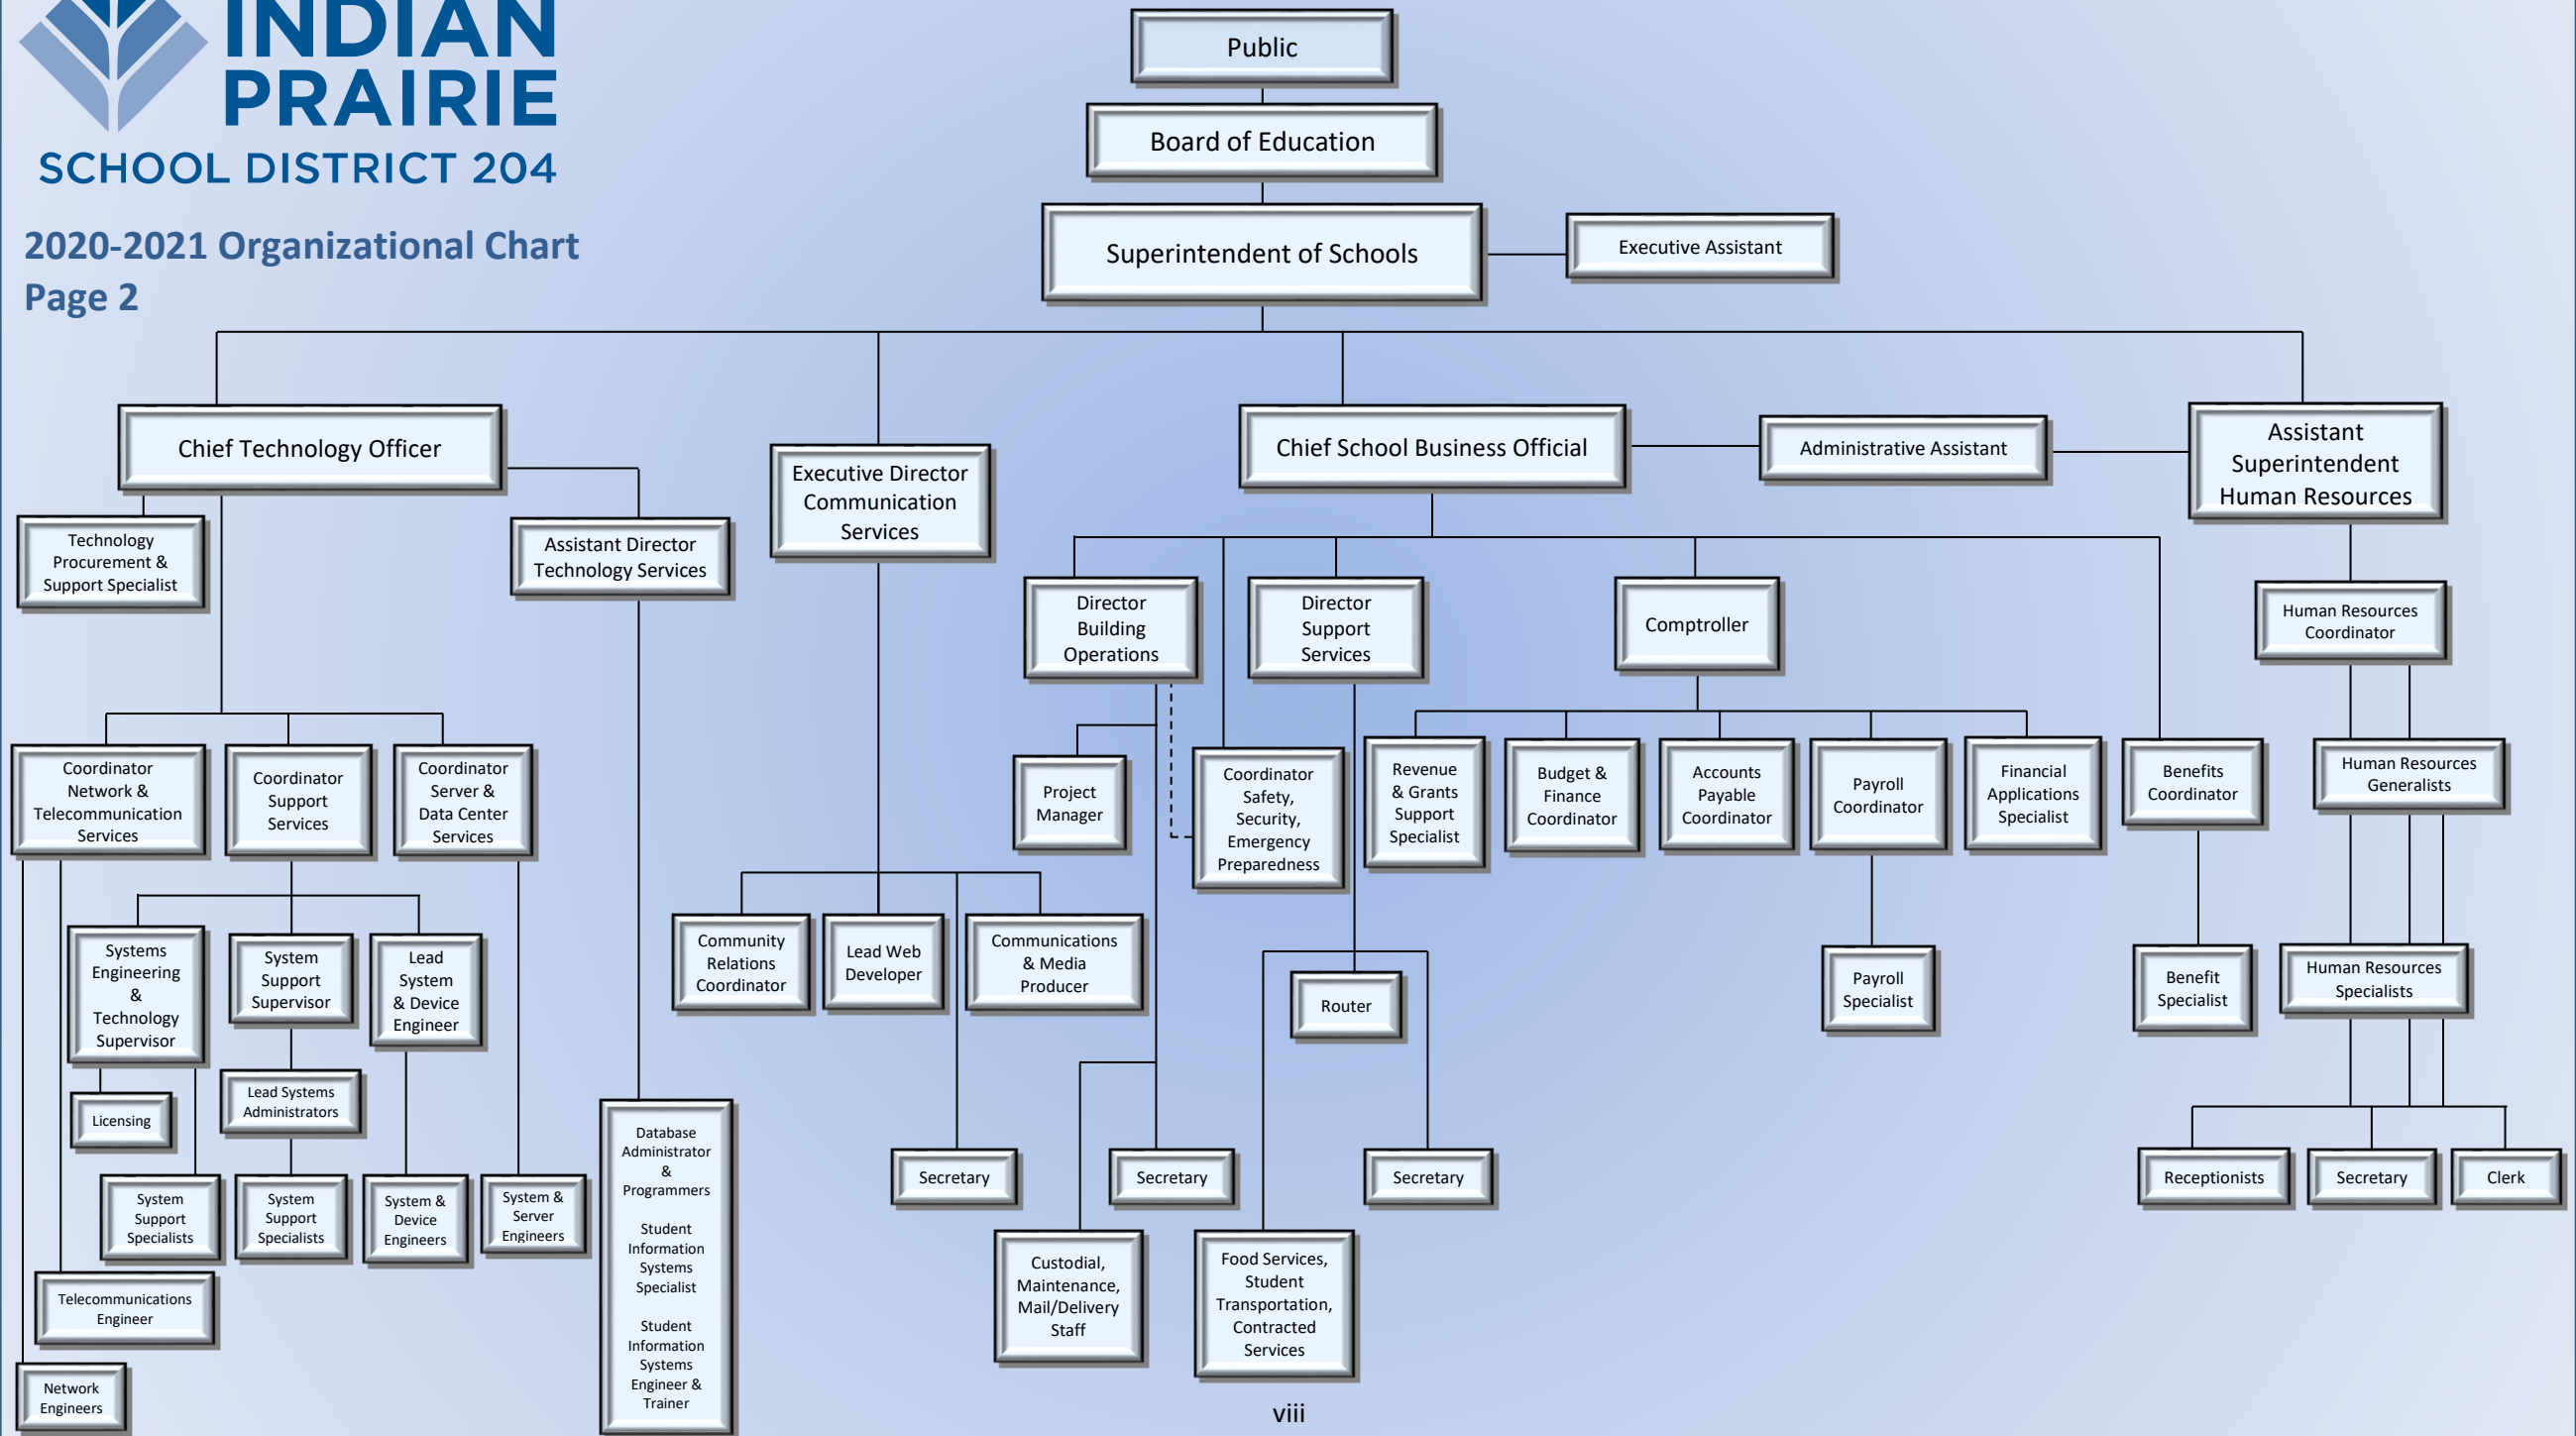 INDIAN
PRAIRIE
SCHOOL DISTRICT 204
2020-2021 Organizational Chart
Page 2
Public
Board of Education
Superintendent of Schools
Executive Assistant
Chief Technology Officer
Executive Director
Communication
Services
Chief School Business Official
Administrative Assistant
Assistant
Superintendent
Human Resources
Technology
Procurement &
Support Specialist
Assistant Director
Technology Services
Director
Building
Operations
Director
Support
Services
Comptroller
Human Resources
Coordinator
Coordinator
Network &
Telecommunication
Services
Coordinator
Support
Services
Coordinator
Server &
Data Center
Services
Project
Manager
Coordinator
Safety,
Security,
Emergency
Preparedness
Revenue
& Grants
Support
Specialist
Budget &
Finance
Coordinator
Accounts
Payable
Coordinator
Payroll
Coordinator
Financial
Applications
Specialist
Benefits
Coordinator
Human Resources
Generalists
Systems
Engineering
&
Technology
Supervisor
System
Support
Supervisor
Lead
System
& Device
Engineer
Community
Relations
Coordinator
Lead Web
Developer
Communications
& Media
Producer
Router
Payroll
Specialist
Benefit
Specialist
Human Resources
Specialists
Licensing
Lead Systems
Administrators
System
Support
Specialists
System
Support
Specialists
System &
Device
Engineers
System &
Server
Engineers
Database
Administrator
&
Programmers
Student
Information
Systems
Specialist
Student
Information
Systems
Engineer &
Trainer
Secretary
Secretary
Secretary
Receptionists
Secretary
Clerk
Telecommunications
Engineer
Custodial,
Maintenance,
Mail/Delivery
Staff
Food Services,
Student
Transportation,
Contracted
Services
Network
Engineers
viii